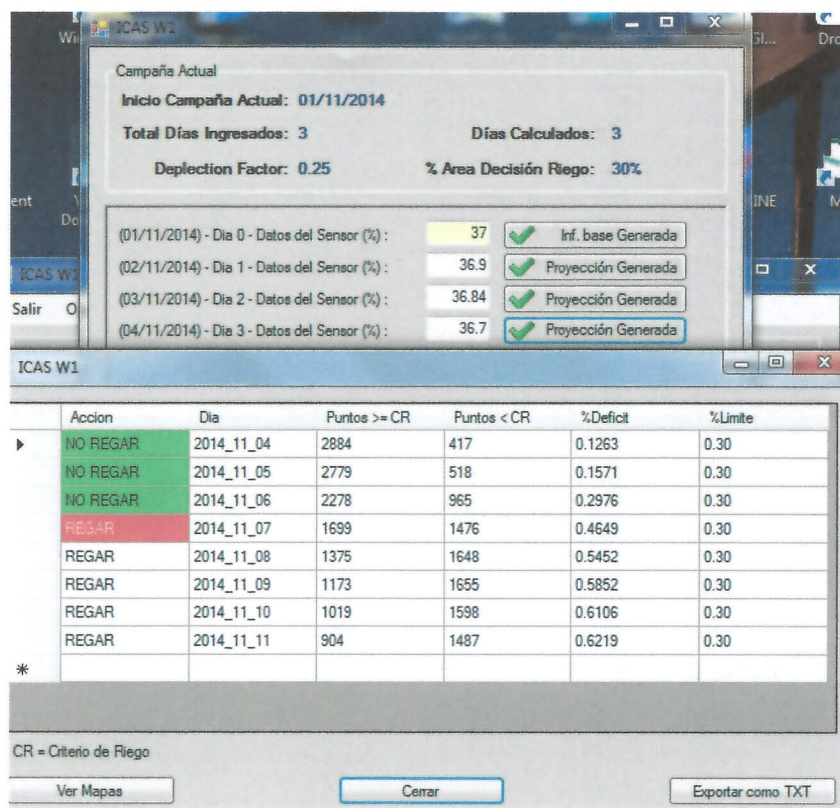 Wi
ICAS W1
GI...
Dro
Campaña Actual
Inicio Campaña Actual: 01/11/2014
Total Días Ingresados: 3 Días Calculados: 3
Deplection Factor: 0.25 % Area Decisión Riego: 30%
ent
Do
INE
M
(01/11/2014) - Dia 0 - Datos del Sensor (%) : 37 Inf. base Generada
(02/11/2014) - Dia 1 - Datos del Sensor (%) : 36.9 Proyección Generada
(03/11/2014) - Dia 2 - Datos del Sensor (%) : 36.84 Proyección Generada
(04/11/2014) - Dia 3 - Datos del Sensor (%) : 36.7 Proyección Generada
ICAS W1
Salir O
ICAS W1
Accion Dia Puntos >= CR Puntos < CR %Deficit %Limite
NO REGAR 2014_11_04 2884 417 0.1263 0.30
NO REGAR 2014_11_05 2779 518 0.1571 0.30
NO REGAR 2014_11_06 2278 965 0.2976 0.30
REGAR 2014_11_07 1699 1476 0.4649 0.30
REGAR 2014_11_08 1375 1648 0.5452 0.30
REGAR 2014_11_09 1173 1655 0.5852 0.30
REGAR 2014_11_10 1019 1598 0.6106 0.30
REGAR 2014_11_11 904 1487 0.6219 0.30
CR = Criterio de Riego
Ver Mapas Cerrar Exportar como TXT